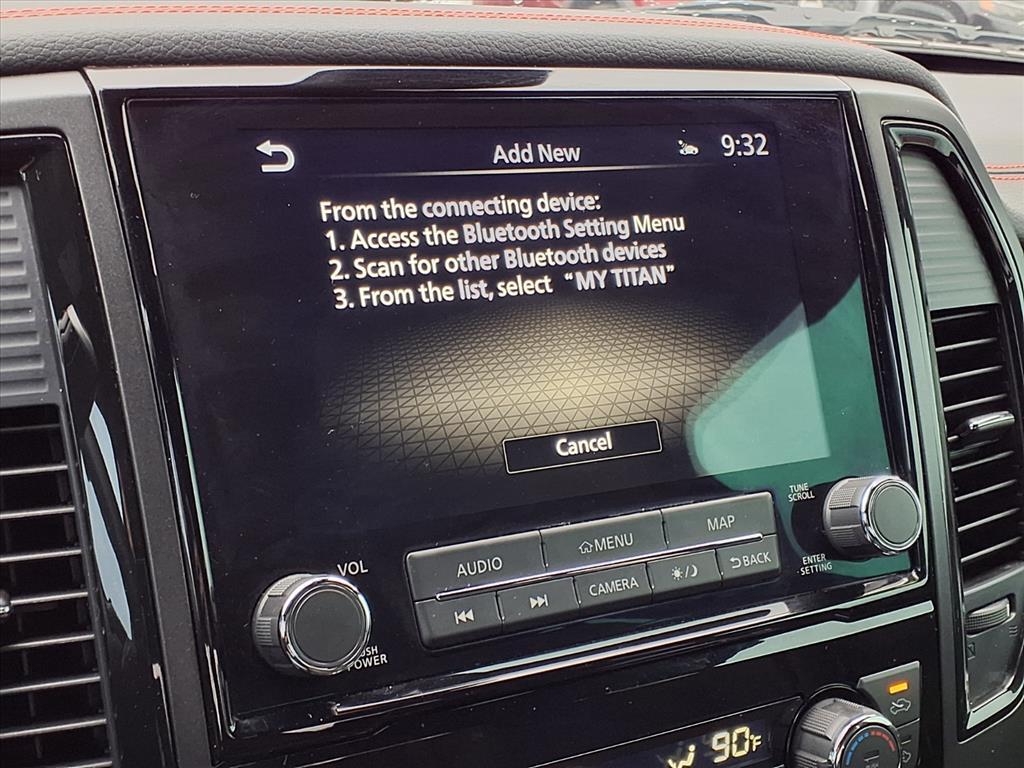 Add New
9:32
From the connecting device:
1. Access the Bluetooth Setting Menu
2. Scan for other Bluetooth devices
3. From the list, select “MY TITAN”
Cancel
TUNE
SCROLL
AUDIO
MENU
MAP
VOL
CAMERA
BACK
ENTER
SETTING
POWER
90°F